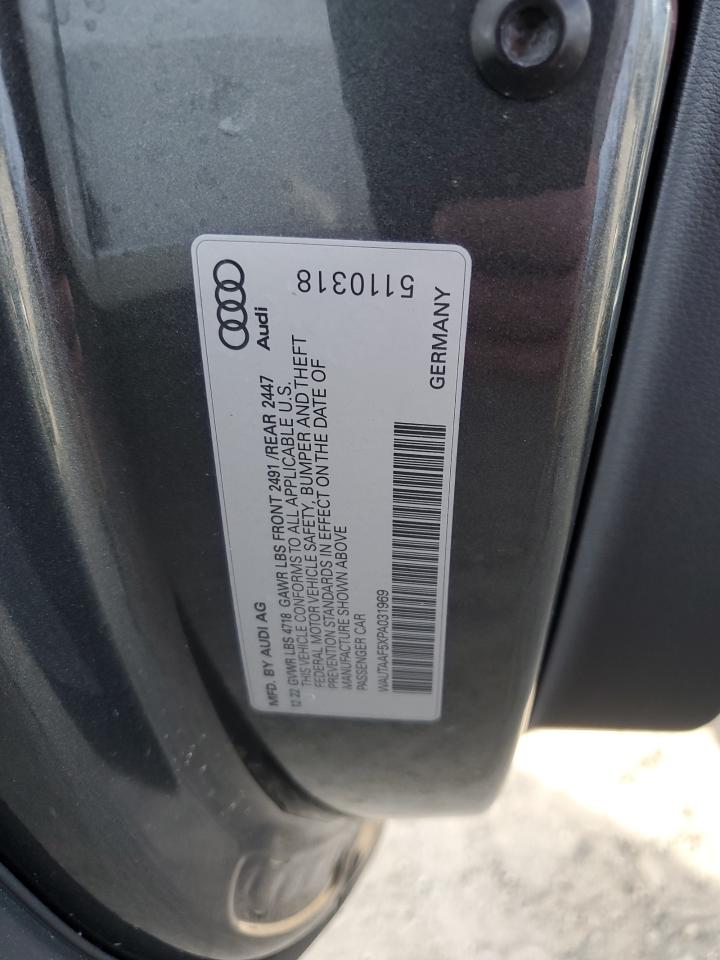 MFD. BY AUDI AG
12.22 GVWR LBS 4718 GAWR LBS FRONT 2491 /REAR 2447
THIS VEHICLE CONFORMS TO ALL APPLICABLE U.S.
FEDERAL MOTOR VEHICLE SAFETY, BUMPER AND THEFT
PREVENTION STANDARDS IN EFFECT ON THE DATE OF
MANUFACTURE SHOWN ABOVE
PASSENGER CAR
WAUTAAF5XPA031969
Audi
5110318
GERMANY